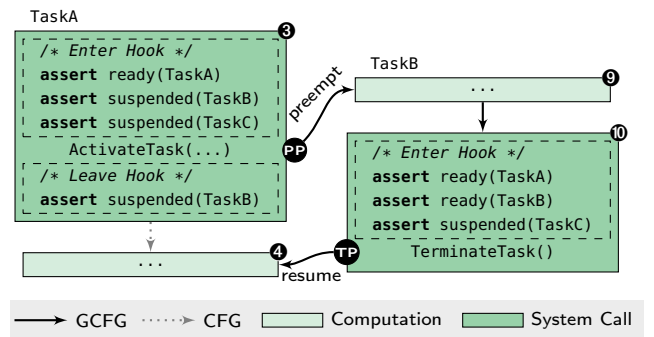 TaskA
3
/* Enter Hook */
assert ready(TaskA)
assert suspended(TaskB)
assert suspended(TaskC)
ActivateTask(...)
PP
/* Leave Hook */
assert suspended(TaskB)
...
4
preempt
TaskB
9
...
10
/* Enter Hook */
assert ready(TaskA)
assert ready(TaskB)
assert suspended(TaskC)
TerminateTask()
TP
resume
GCFG CFG Computation System Call